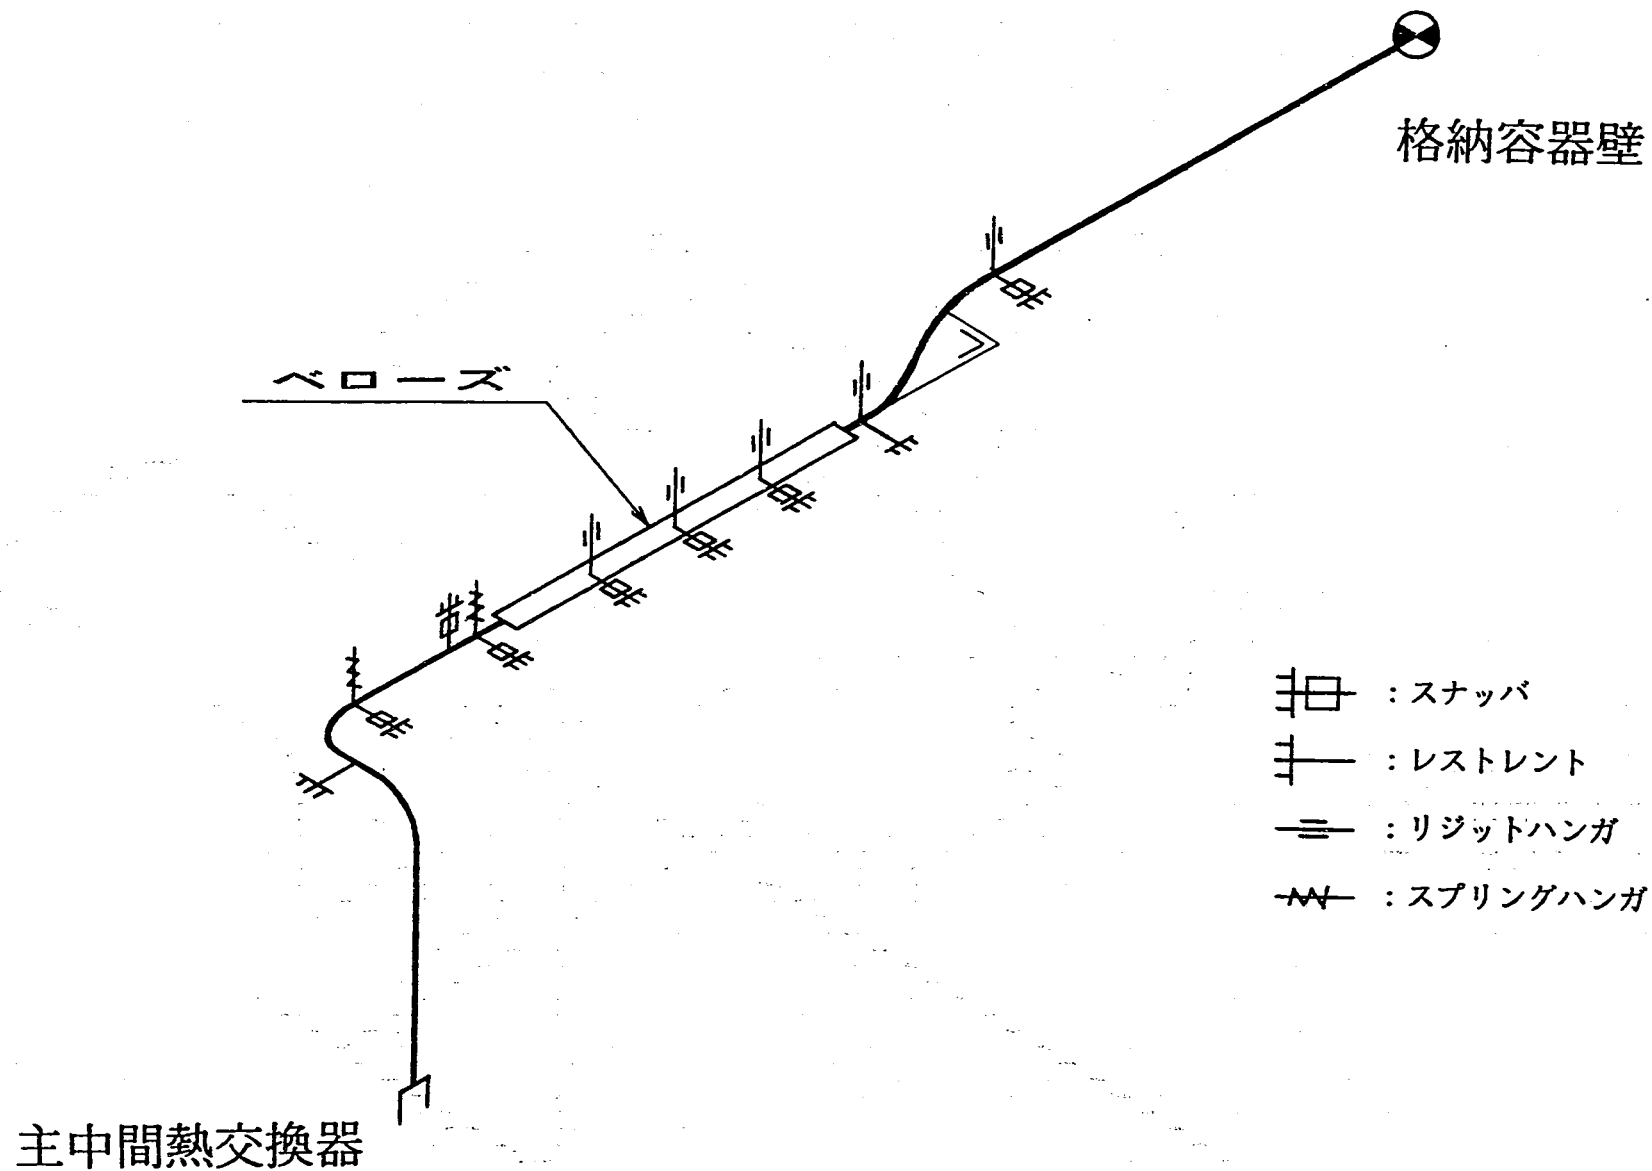 格納容器壁
ベローズ
：スナッバ
：レストレント
：リジットハンガ
：スプリングハンガ
主中間熱交換器